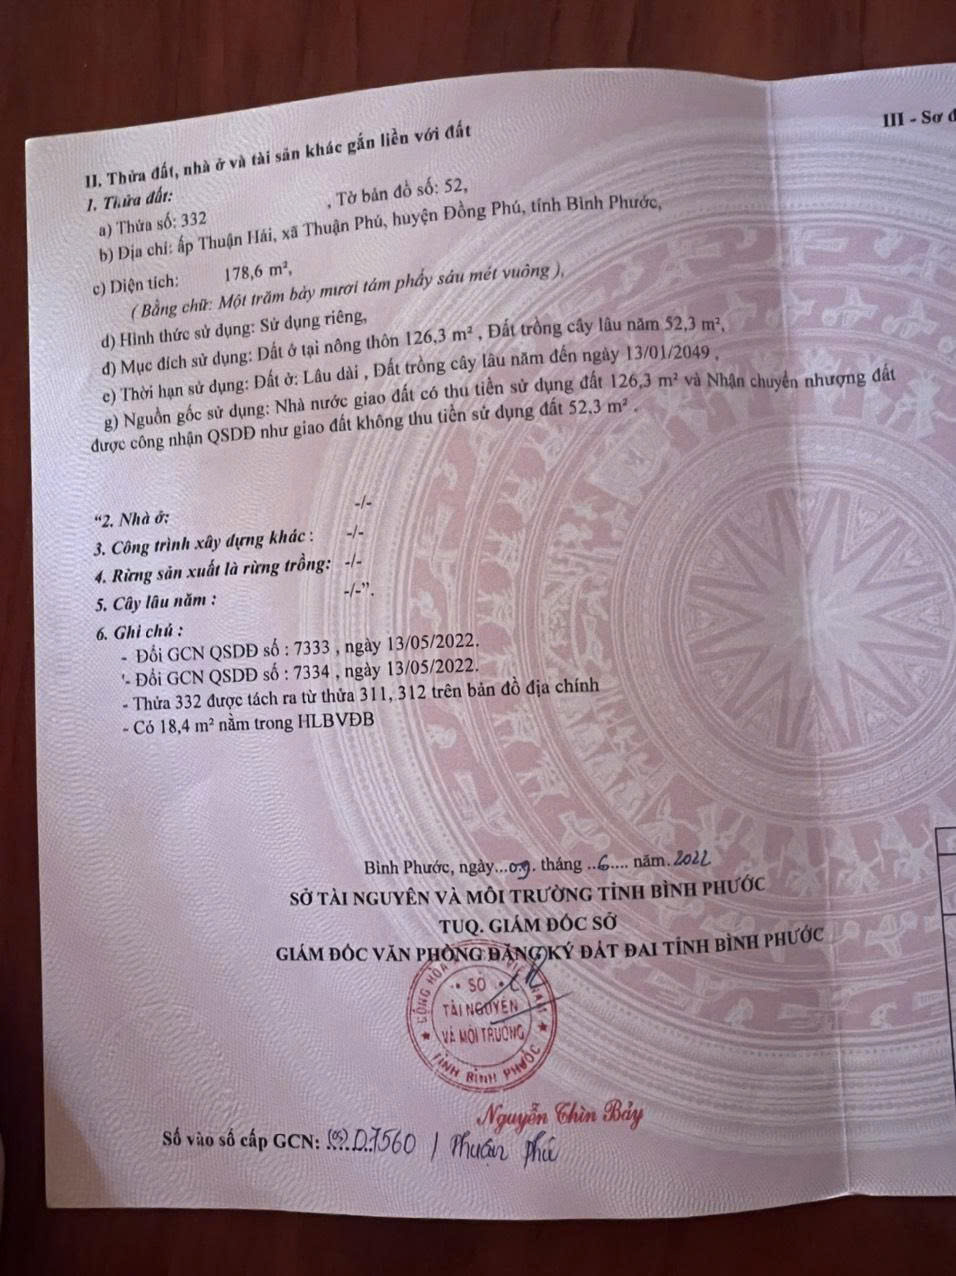 III - Sơ đ
II. Thửa đất, nhà ở và tài sản khác gắn liền với đất
1. Thửa đất:
a) Thửa số: 332 , Tờ bản đồ số: 52,
b) Địa chỉ: ấp Thuận Hải, xã Thuận Phú, huyện Đồng Phú, tỉnh Bình Phước,
c) Diện tích: 178,6 m²,
( Bằng chữ: Một trăm bảy mươi tám phẩy sáu mét vuông ),
d) Hình thức sử dụng: Sử dụng riêng,
đ) Mục đích sử dụng: Đất ở tại nông thôn 126,3 m² , Đất trồng cây lâu năm 52,3 m²,
e) Thời hạn sử dụng: Đất ở: Lâu dài , Đất trồng cây lâu năm đến ngày 13/01/2049 ,
g) Nguồn gốc sử dụng: Nhà nước giao đất có thu tiền sử dụng đất 126,3 m² và Nhận chuyển nhượng đất
được công nhận QSDĐ như giao đất không thu tiền sử dụng đất 52,3 m² .
“2. Nhà ở: -/-
3. Công trình xây dựng khác : -/-
4. Rừng sản xuất là rừng trồng: -/-
5. Cây lâu năm : -/-”.
6. Ghi chú :
- Đổi GCN QSDĐ số : 7333 , ngày 13/05/2022.
- Đổi GCN QSDĐ số : 7334 , ngày 13/05/2022.
- Thửa 332 được tách ra từ thửa 311, 312 trên bản đồ địa chính
- Có 18,4 m² nằm trong HLBVĐB
Bình Phước, ngày...09. tháng ..6.... năm.2022
SỞ TÀI NGUYÊN VÀ MÔI TRƯỜNG TỈNH BÌNH PHƯỚC
TUQ. GIÁM ĐỐC SỞ
GIÁM ĐỐC VĂN PHÒNG ĐĂNG KÝ ĐẤT ĐAI TỈNH BÌNH PHƯỚC
SỞ
TÀI NGUYÊN
VÀ MÔI TRƯỜNG
TỈNH BÌNH PHƯỚC
Nguyễn Thìn Bảy
Số vào sổ cấp GCN: D.7560 / Thuận Phú